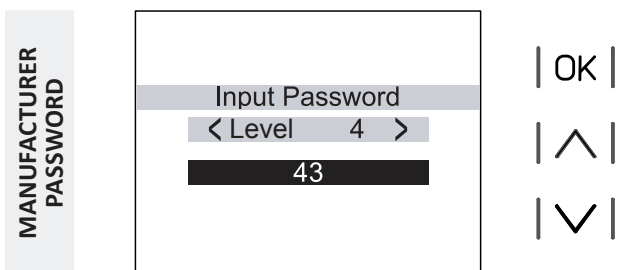 MANUFACTURER
PASSWORD
Input Password
< Level 4 >
43
OK